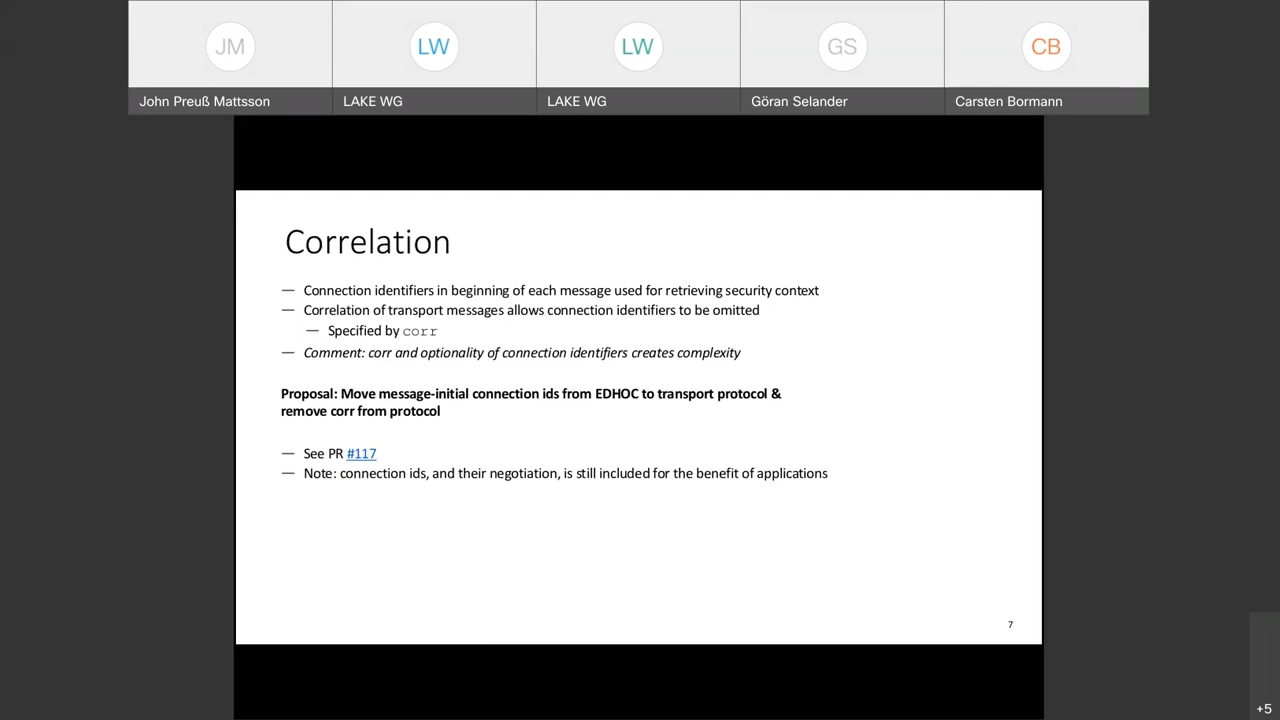 JM
LW
LW
GS
CB
John Preuß Mattsson
LAKE WG
LAKE WG
Göran Selander
Carsten Bormann
Correlation
— Connection identifiers in beginning of each message used for retrieving security context
— Correlation of transport messages allows connection identifiers to be omitted
— Specified by corr
— Comment: corr and optionality of connection identifiers creates complexity
Proposal: Move message-initial connection ids from EDHOC to transport protocol &
remove corr from protocol
— See PR #117
— Note: connection ids, and their negotiation, is still included for the benefit of applications
7
+5